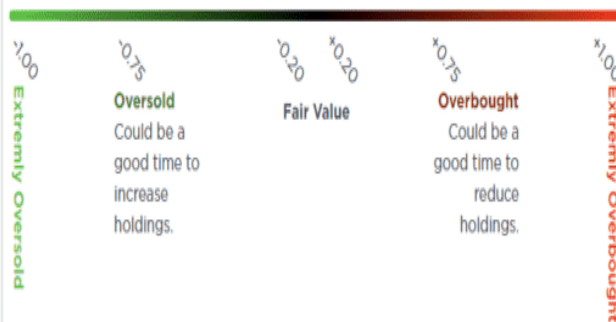 -1.00
-0.75
-0.20
+0.20
+0.75
+1.00
Extremly Oversold
Oversold
Could be a
good time to
increase
holdings.
Fair Value
Overbought
Could be a
good time to
reduce
holdings.
Extremly Overbought